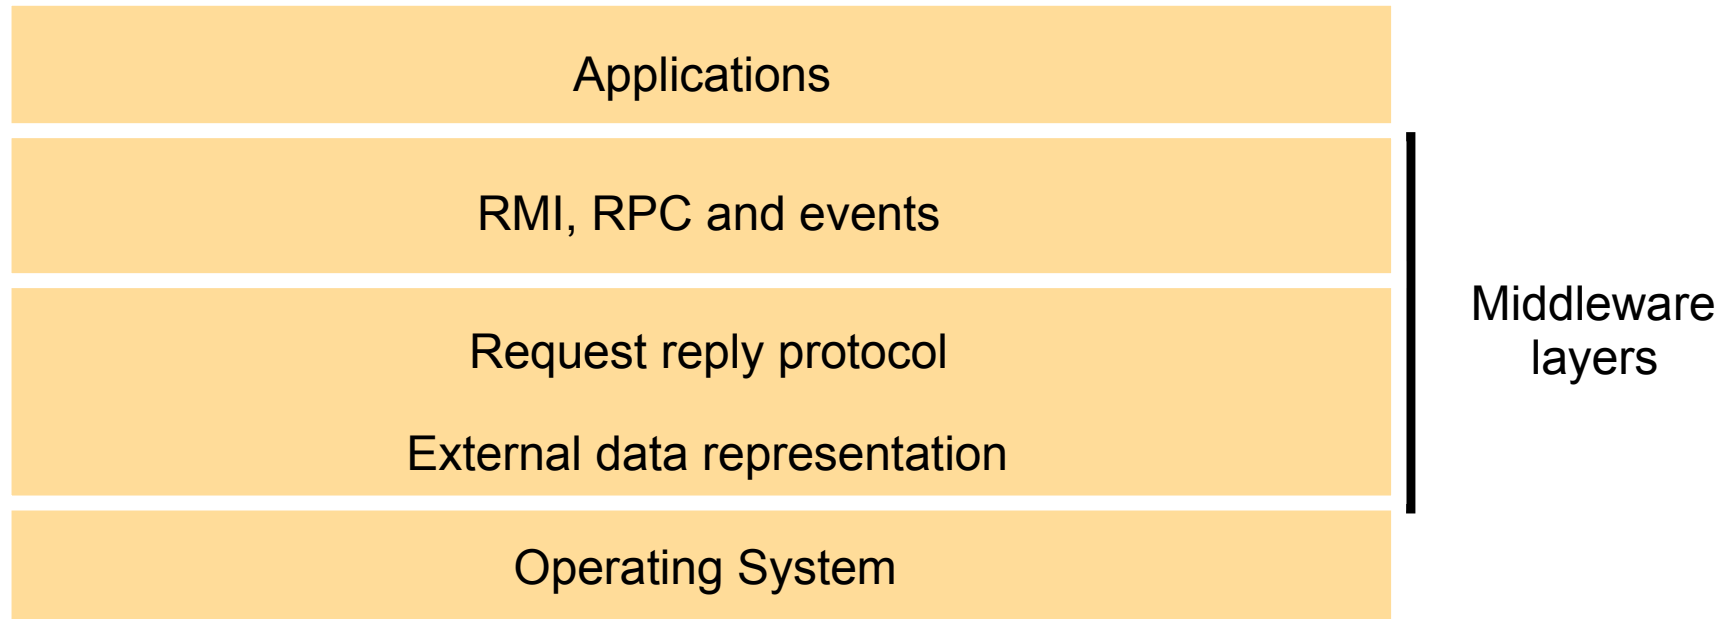 Applications
RMI, RPC and events
Request reply protocol
External data representation
Operating System
Middleware
layers